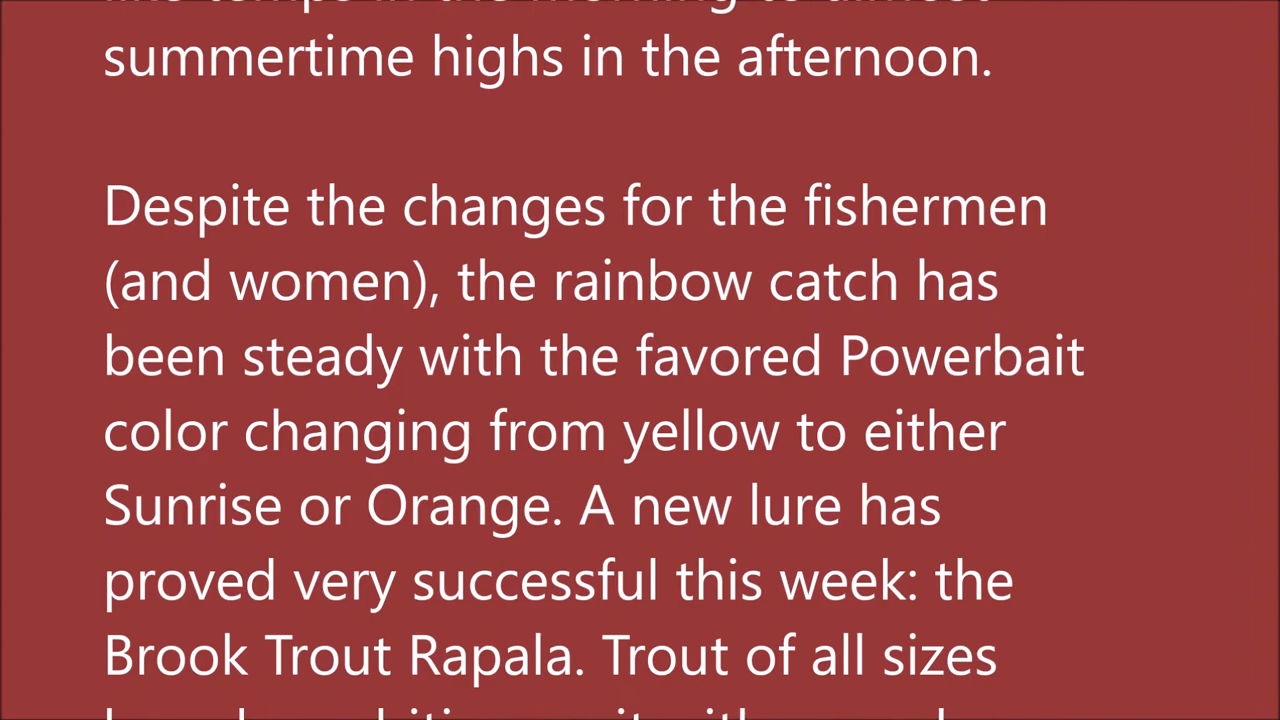 summertime highs in the afternoon.
Despite the changes for the fishermen
(and women), the rainbow catch has
been steady with the favored Powerbait
color changing from yellow to either
Sunrise or Orange. A new lure has
proved very successful this week: the
Brook Trout Rapala. Trout of all sizes